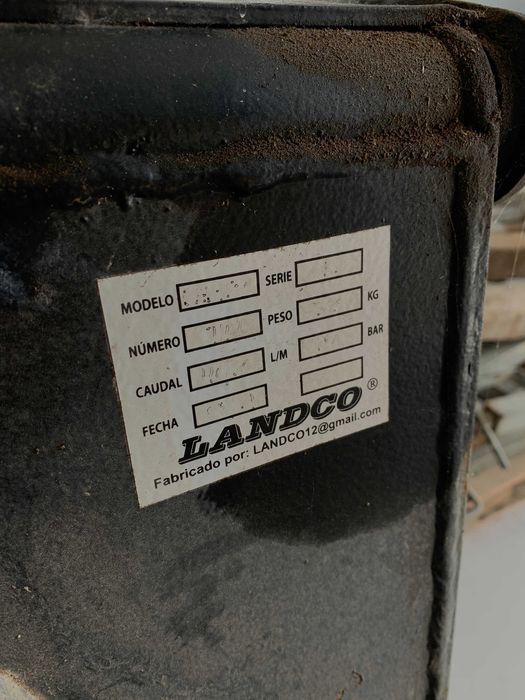 MODELO SERIE
NÚMERO PESO KG
CAUDAL L/M BAR
FECHA
LANDCO ®
Fabricado por: LANDCO12@gmail.com